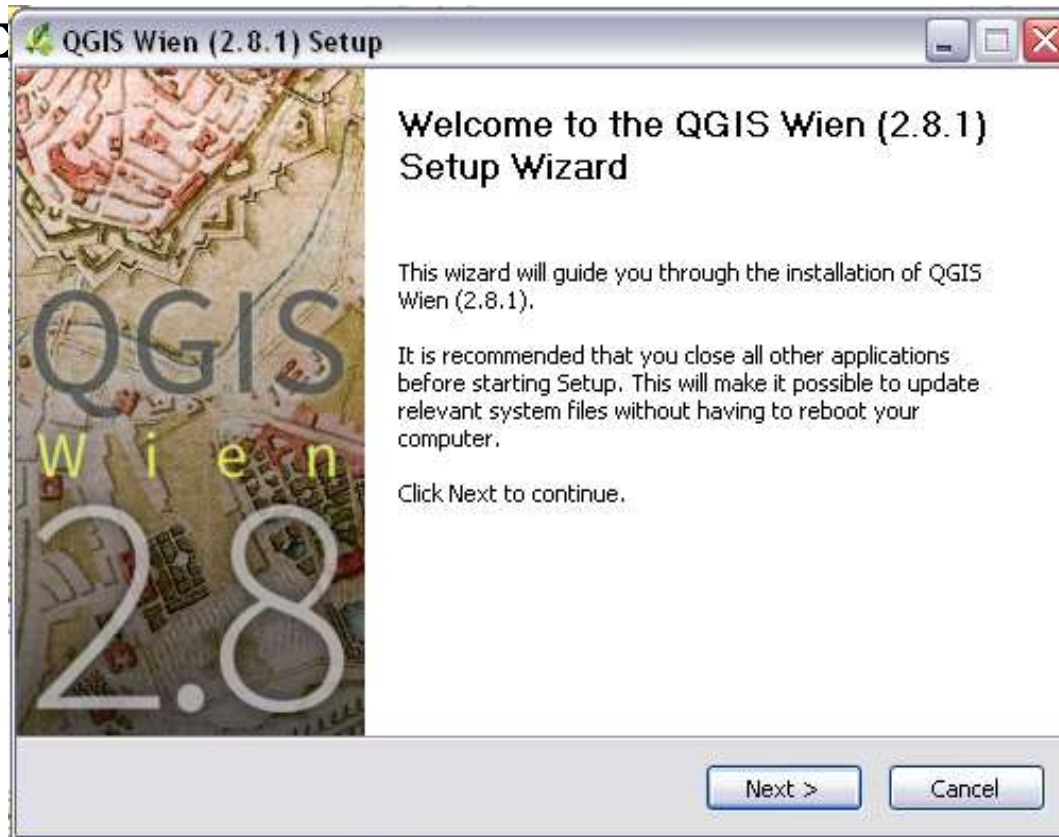 QGIS Wien (2.8.1) Setup
QGIS
Wien
2.8
Welcome to the QGIS Wien (2.8.1)
Setup Wizard
This wizard will guide you through the installation of QGIS
Wien (2.8.1).
It is recommended that you close all other applications
before starting Setup. This will make it possible to update
relevant system files without having to reboot your
computer.
Click Next to continue.
Next >
Cancel